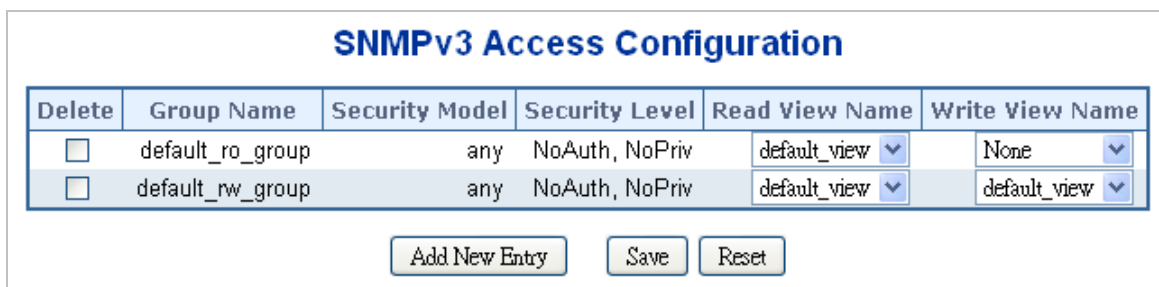 SNMPv3 Access Configuration
Delete Group Name Security Model Security Level Read View Name Write View Name
default_ro_group any NoAuth, NoPriv default_view None
default_rw_group any NoAuth, NoPriv default_view default_view
Add New Entry Save Reset